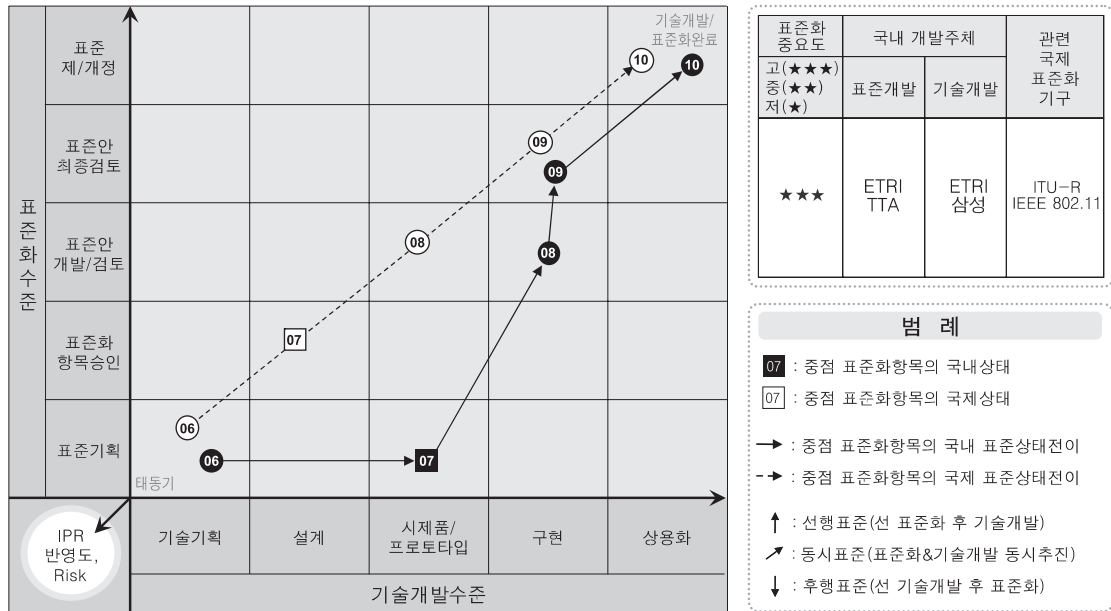 표준화수준
표준
제/개정
표준안
최종검토
표준안
개발/검토
표준화
항목승인
표준기획
기술개발/
표준화완료
10
10
09
09
08
08
07
07
06
06
태동기
IPR
반영도,
Risk
기술기획
설계
시제품/
프로토타입
구현
상용화
기술개발수준
표준화
중요도
국내 개발주체
관련
국제
표준화
기구
고(★★★)
중(★★)
저(★)
표준개발
기술개발
★★★
ETRI
TTA
ETRI
삼성
ITU-R
IEEE 802.11
범 례
07 : 중점 표준화항목의 국내상태
07 : 중점 표준화항목의 국제상태
: 중점 표준화항목의 국내 표준상태전이
: 중점 표준화항목의 국제 표준상태전이
: 선행표준(선 표준화 후 기술개발)
: 동시표준(표준화&기술개발 동시추진)
: 후행표준(선 기술개발 후 표준화)